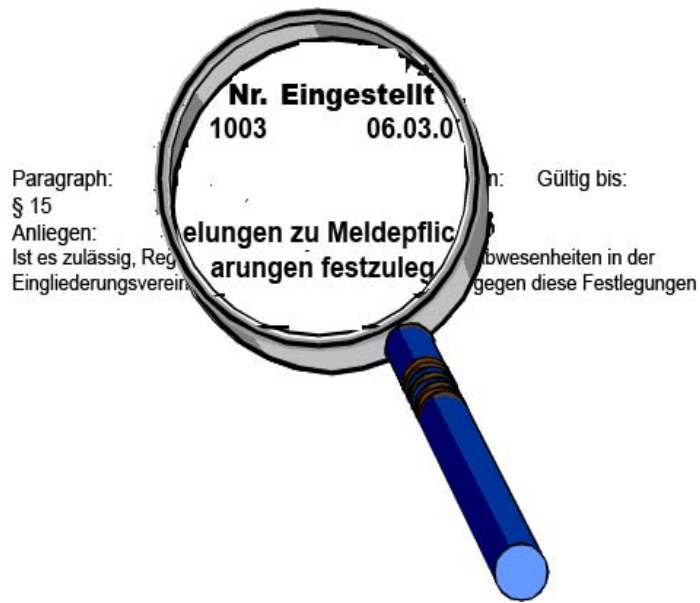 Nr. Eingestellt
1003 06.03.0
Paragraph: n: Gültig bis:
§ 15
Anliegen: elungen zu Meldepflic
Ist es zulässig, Reg bwesenheiten in der
Eingliederungsverein arungen festzuleg gegen diese Festlegungen